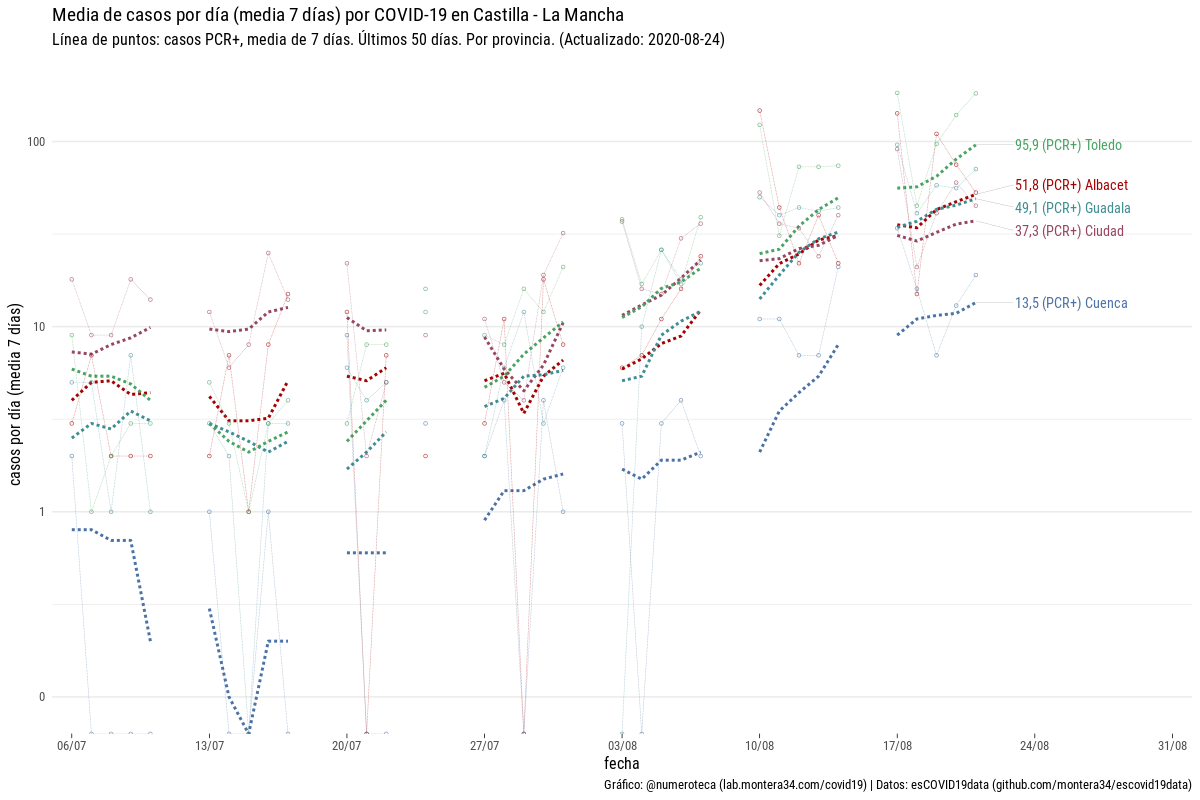 Media de casos por día (media 7 días) por COVID-19 en Castilla - La Mancha
Línea de puntos: casos PCR+, media de 7 días. Últimos 50 días. Por provincia. (Actualizado: 2020-08-24)
casos por día (media 7 días)
100
10
1
0
95,9 (PCR+) Toledo
51,8 (PCR+) Albacet
49,1 (PCR+) Guadala
37,3 (PCR+) Ciudad
13,5 (PCR+) Cuenca
06/07 13/07 20/07 27/07 03/08 10/08 17/08 24/08 31/08
fecha
Gráfico: @numeroteca (lab.montera34.com/covid19) | Datos: esCOVID19data (github.com/montera34/escovid19data)